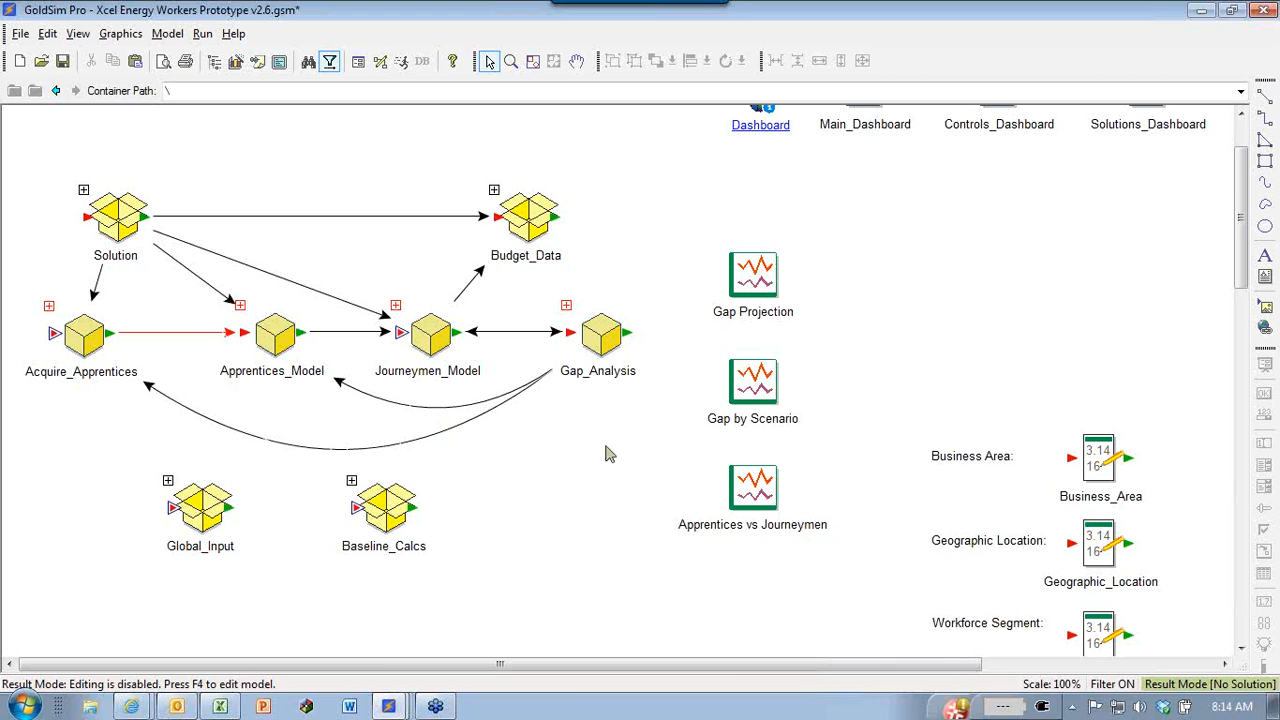 GoldSim Pro - Xcel Energy Workers Prototype v2.6.gsm*
File Edit View Graphics Model Run Help
DB
Container Path: \
Dashboard Main_Dashboard Controls_Dashboard Solutions_Dashboard
Solution
Budget_Data
Gap Projection
Acquire_Apprentices Apprentices_Model Journeymen_Model Gap_Analysis
Gap by Scenario
Business Area:
3.14
16
Business_Area
Apprentices vs Journeymen
Global_Input Baseline_Calcs
Geographic Location:
3.14
16
Geographic_Location
Workforce Segment:
3.14
16
Result Mode: Editing is disabled. Press F4 to edit model.
Scale: 100% Filter ON Result Mode [No Solution]
8:14 AM